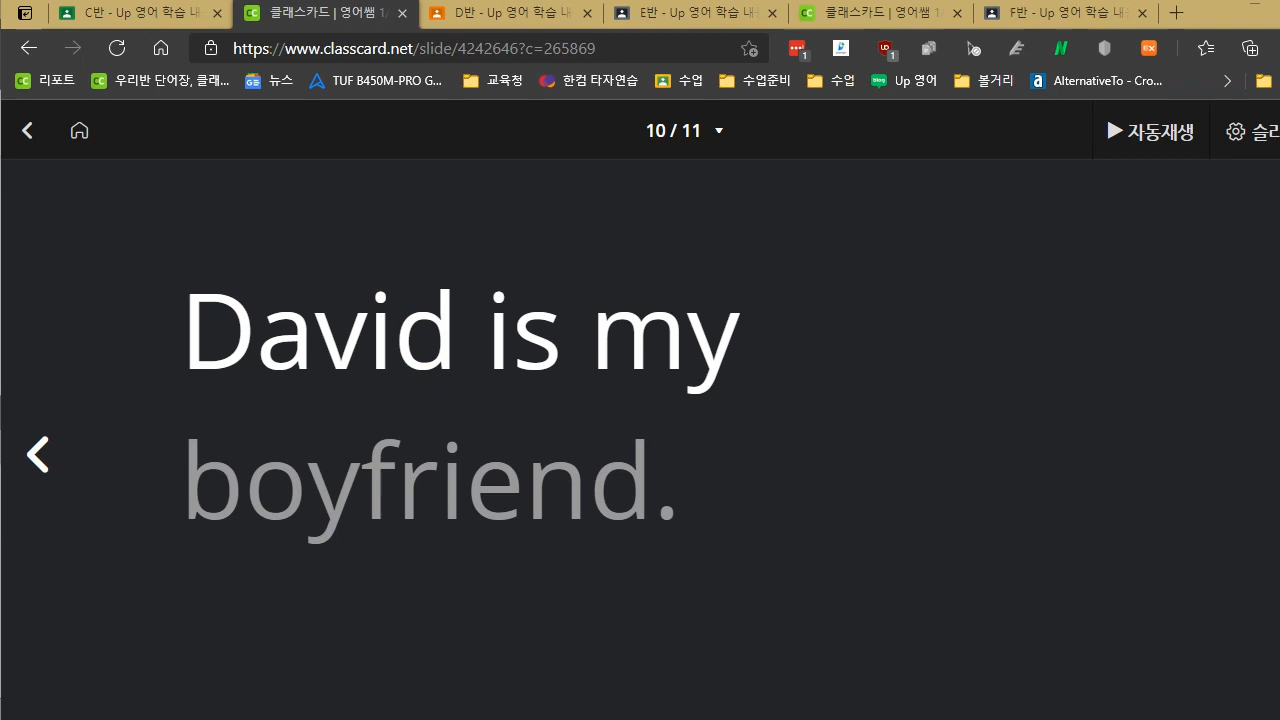 C반 - Up 영어 학습 내
클래스카드 | 영어쌤 1/
D반 - Up 영어 학습 내
E반 - Up 영어 학습 내
클래스카드 | 영어쌤 1/
F반 - Up 영어 학습 내
https://www.classcard.net/slide/4242646?c=265869
리포트 우리반 단어장, 클래... 뉴스 TUF B450M-PRO G... 교육청 한컴 타자연습 수업 수업준비 수업 Up 영어 볼거리 AlternativeTo - Cro...
10 / 11 자동재생 슬라
David is my
boyfriend.